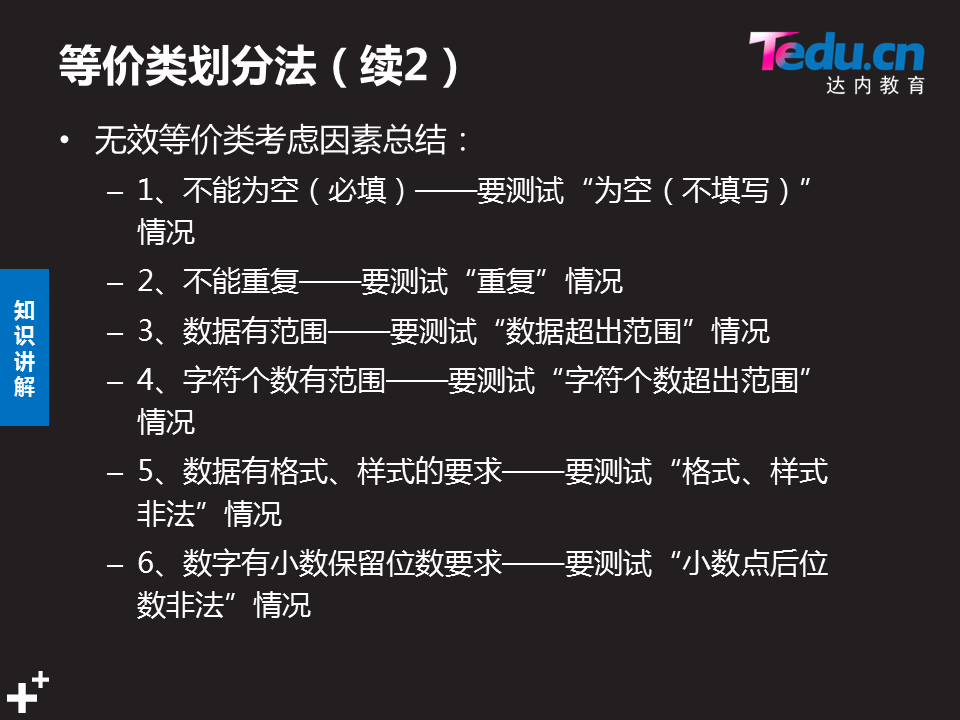 等价类划分法（续2）
Tedu.cn
达内教育
• 无效等价类考虑因素总结：
– 1、不能为空（必填）——要测试“为空（不填写）”
情况
– 2、不能重复——要测试“重复”情况
– 3、数据有范围——要测试“数据超出范围”情况
– 4、字符个数有范围——要测试“字符个数超出范围”
情况
– 5、数据有格式、样式的要求——要测试“格式、样式
非法”情况
– 6、数字有小数保留位数要求——要测试“小数点后位
数非法”情况
知
识
讲
解